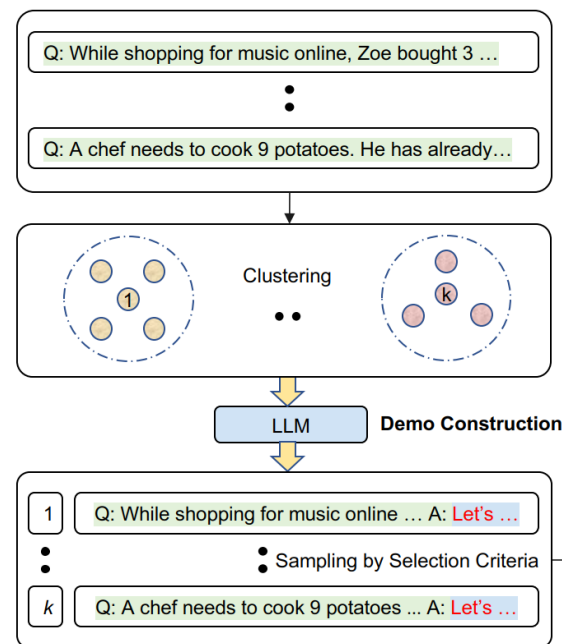 Q: While shopping for music online, Zoe bought 3 …
Q: A chef needs to cook 9 potatoes. He has already…
Clustering
1
k
LLM
Demo Construction
1
Q: While shopping for music online … A: Let's …
Sampling by Selection Criteria
k
Q: A chef needs to cook 9 potatoes ... A: Let's …